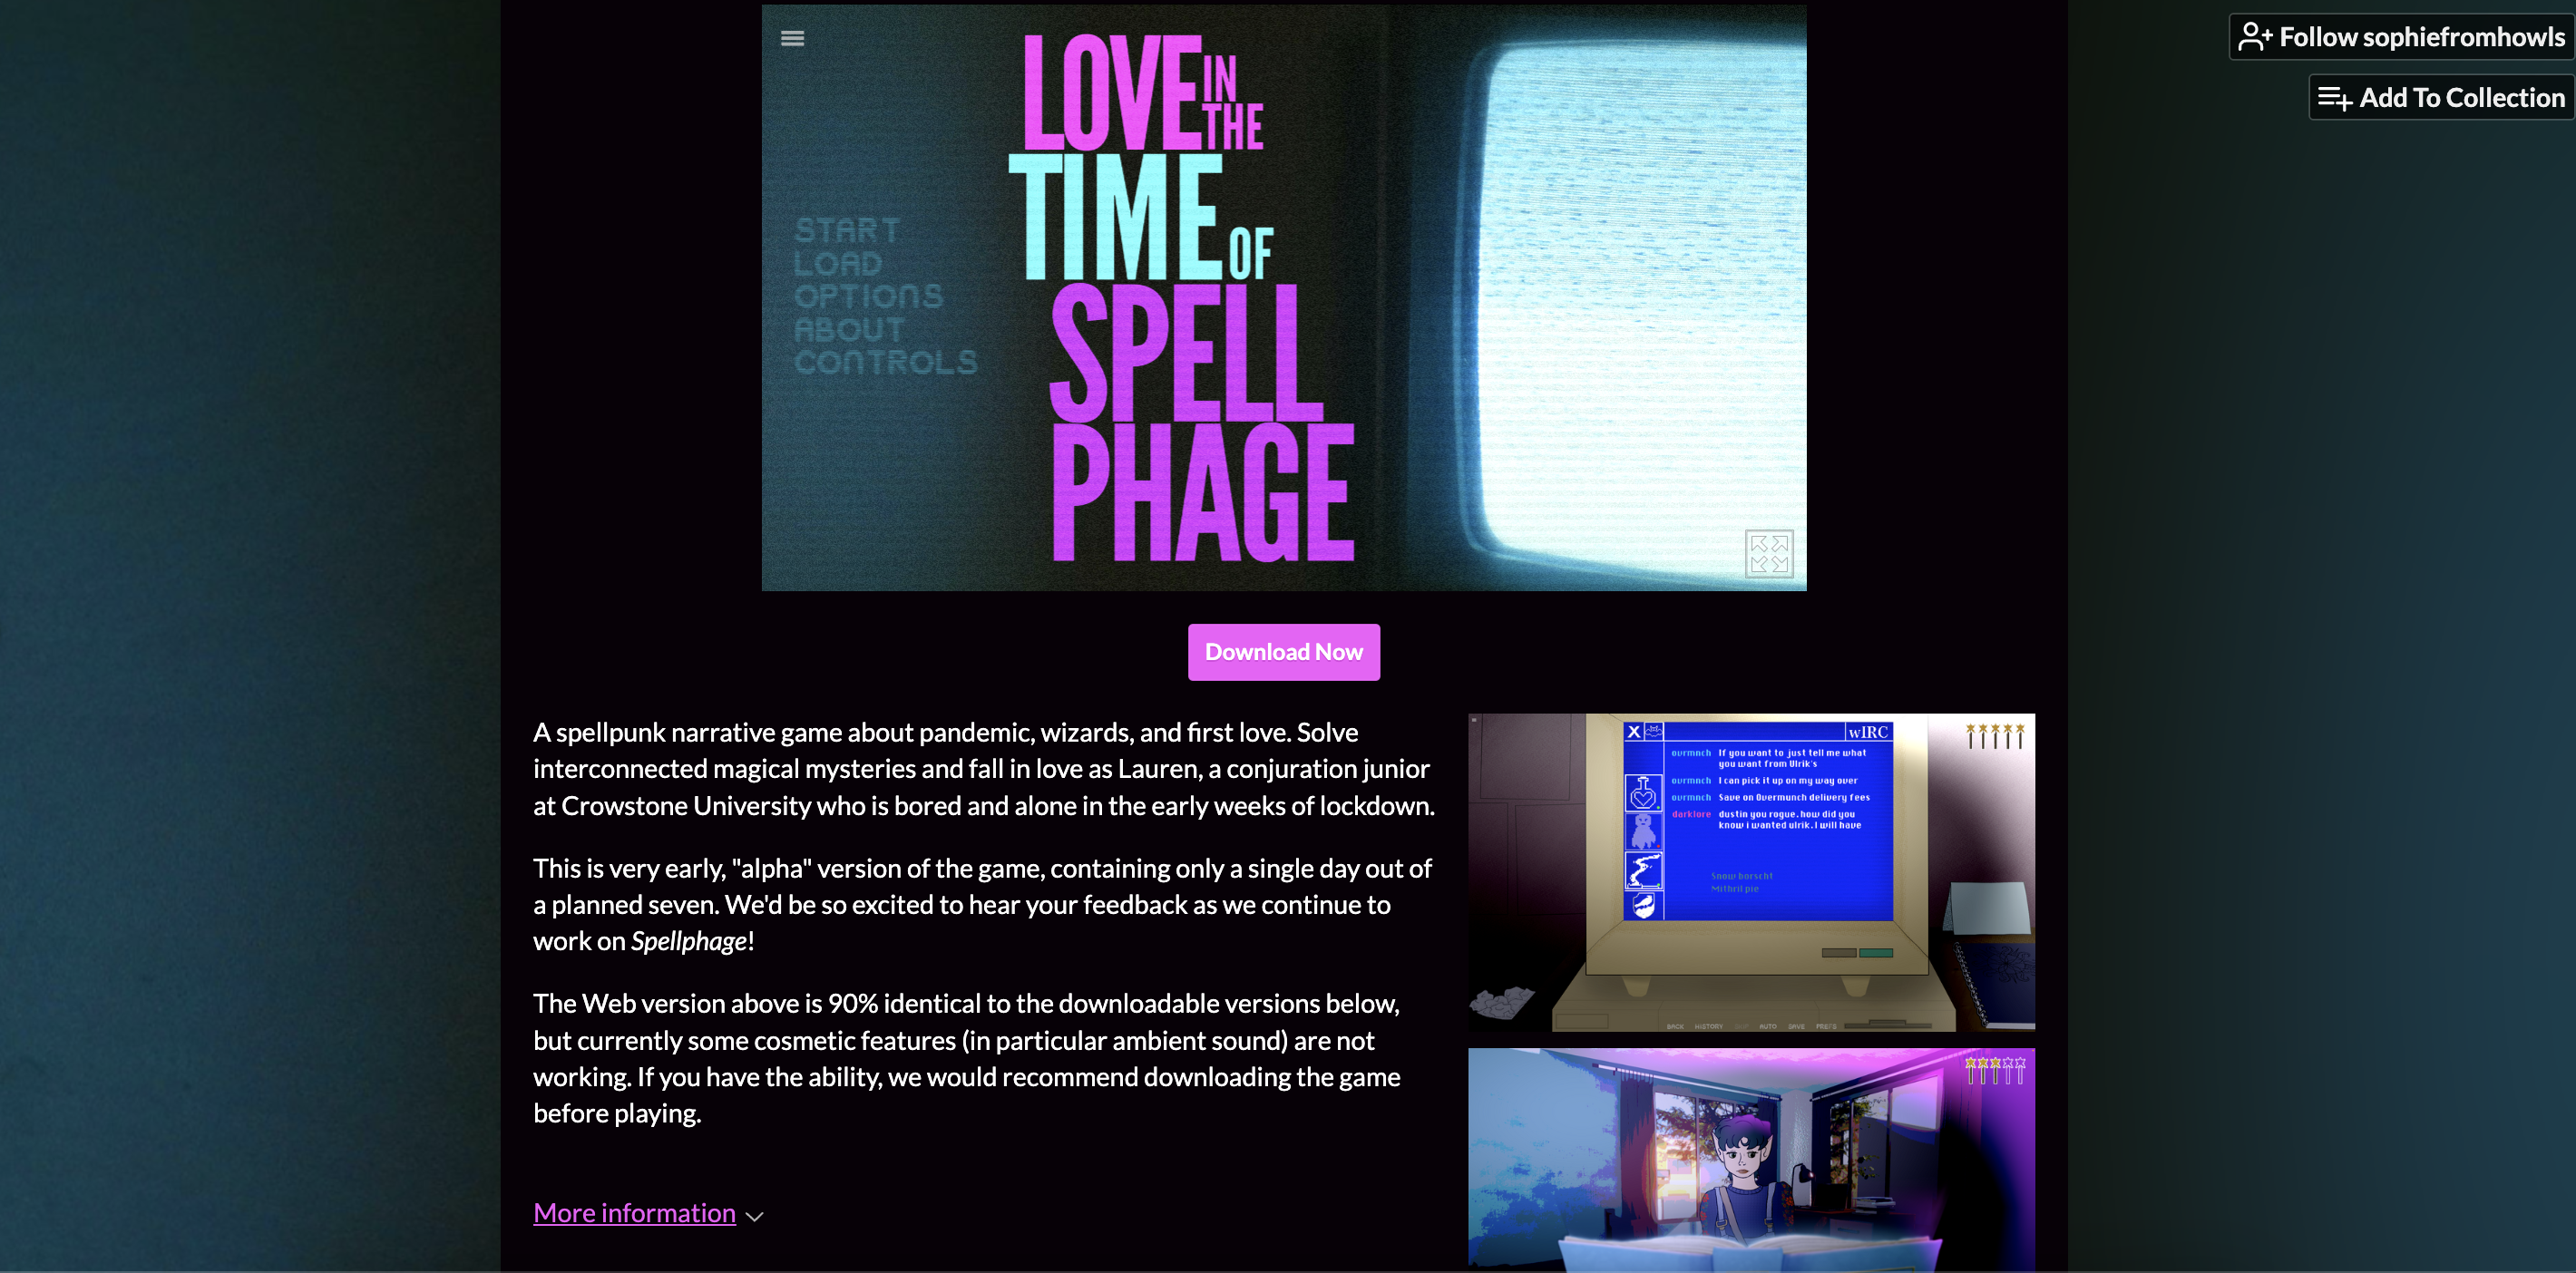 LOVE IN THE
TIME OF
SPELL
PHAGE
START
LOAD
OPTIONS
ABOUT
CONTROLS
Follow sophiefromhowls
Add To Collection
Download Now
A spellpunk narrative game about pandemic, wizards, and first love. Solve
interconnected magical mysteries and fall in love as Lauren, a conjuration junior
at Crowstone University who is bored and alone in the early weeks of lockdown.
This is very early, "alpha" version of the game, containing only a single day out of
a planned seven. We'd be so excited to hear your feedback as we continue to
work on Spellphage!
The Web version above is 90% identical to the downloadable versions below,
but currently some cosmetic features (in particular ambient sound) are not
working. If you have the ability, we would recommend downloading the game
before playing.
More information
X wIRC
ovrmnch If you want to just tell me what
you want from Ulrik's
ovrmnch I can pick it up on my way over
ovrmnch Save on Overmunch delivery fees
darklore dustin you rogue. how did you
know i wanted ulrik. I will have
Snow borscht
Mithril pie
BACK HISTORY SKIP AUTO SAVE PREFS